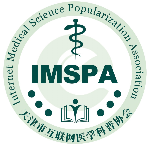 Internet Medical Science Popularization Association
IMSPA
天津市互联网医学科普协会